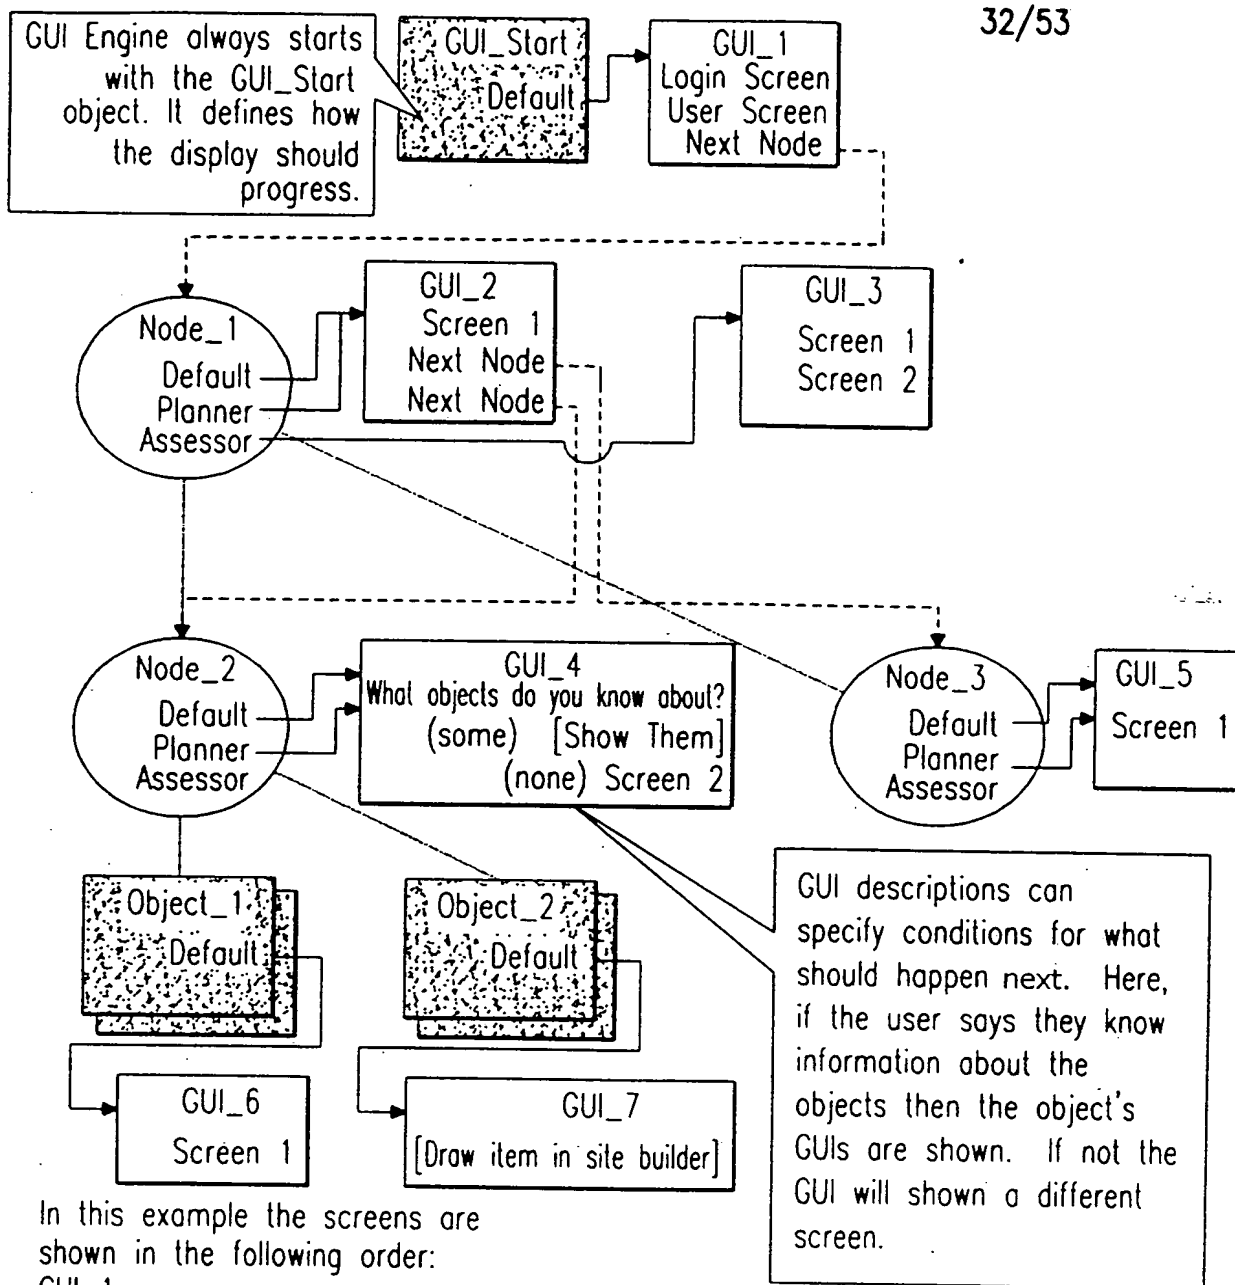 32/53
GUI Engine always starts
with the GUI_Start
object. It defines how
the display should
progress.
GUI_Start
Default
GUI_1
Login Screen
User Screen
Next Node
Node_1
Default
Planner
Assessor
GUI_2
Screen 1
Next Node
Next Node
GUI_3
Screen 1
Screen 2
Node_2
Default
Planner
Assessor
GUI_4
What objects do you know about?
(some) [Show Them]
(none) Screen 2
Node_3
Default
Planner
Assessor
GUI_5
Screen 1
Object_1
Default
Object_2
Default
GUI_6
Screen 1
GUI_7
[Draw item in site builder]
GUI descriptions can
specify conditions for what
should happen next. Here,
if the user says they know
information about the
objects then the object's
GUIs are shown. If not the
GUI will shown a different
screen.
In this example the screens are
shown in the following order:
GUI_1